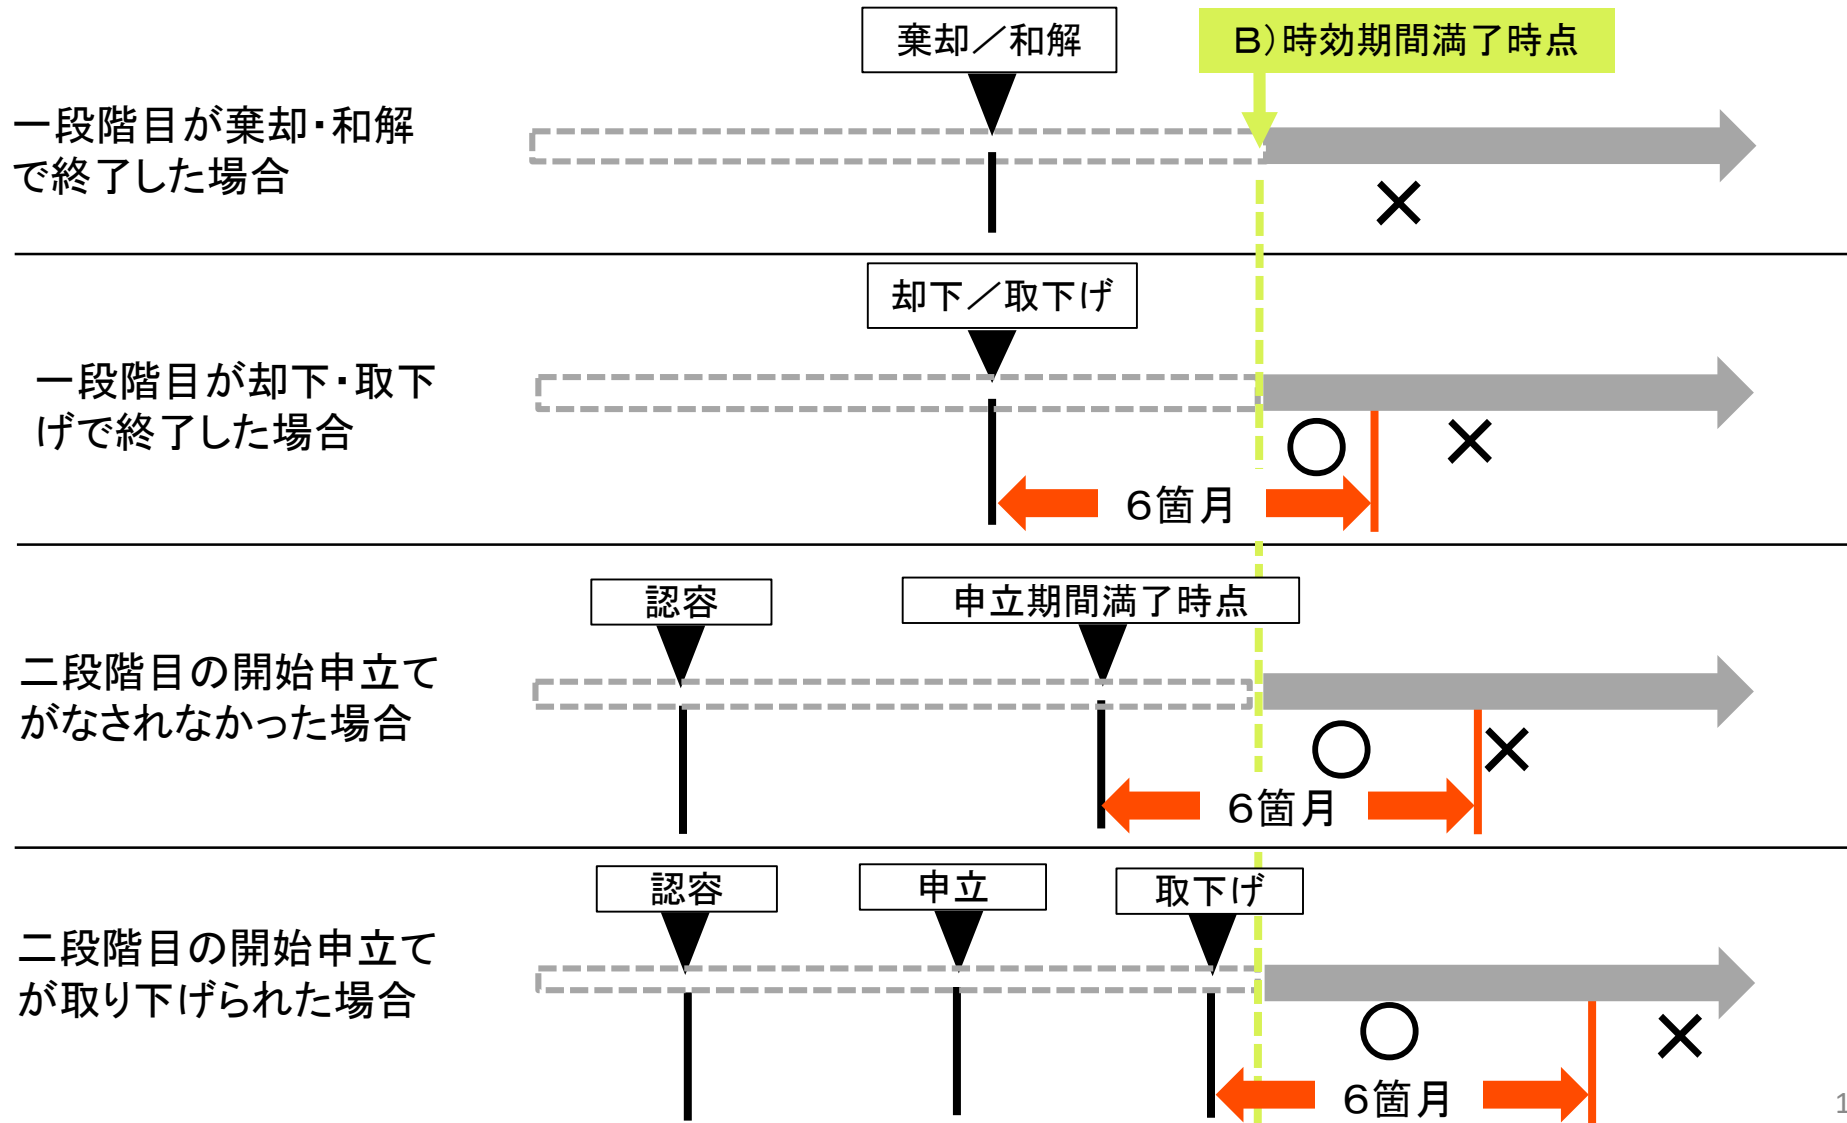 棄却／和解
B）時効期間満了時点
一段階目が棄却・和解
で終了した場合
×
却下／取下げ
一段階目が却下・取下
げで終了した場合
○
×
６箇月
認容
申立期間満了時点
二段階目の開始申立て
がなされなかった場合
○
×
６箇月
認容
申立
取下げ
二段階目の開始申立て
が取り下げられた場合
○
×
６箇月
1